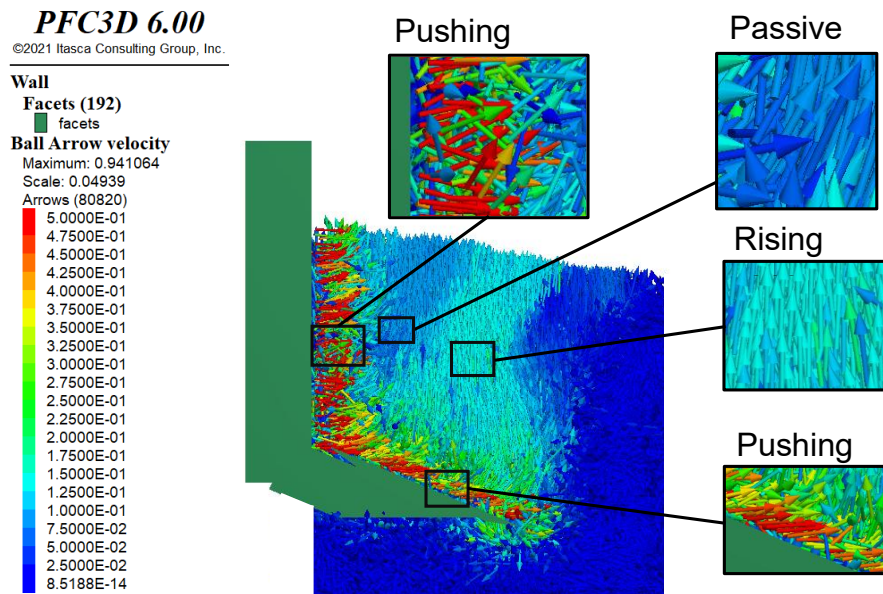 PFC3D 6.00
©2021 Itasca Consulting Group, Inc.
Wall
Facets (192)
facets
Ball Arrow velocity
Maximum: 0.941064
Scale: 0.04939
Arrows (80820)
5.0000E-01
4.7500E-01
4.5000E-01
4.2500E-01
4.0000E-01
3.7500E-01
3.5000E-01
3.2500E-01
3.0000E-01
2.7500E-01
2.5000E-01
2.2500E-01
2.0000E-01
1.7500E-01
1.5000E-01
1.2500E-01
1.0000E-01
7.5000E-02
5.0000E-02
2.5000E-02
8.5188E-14
Pushing
Passive
Rising
Pushing